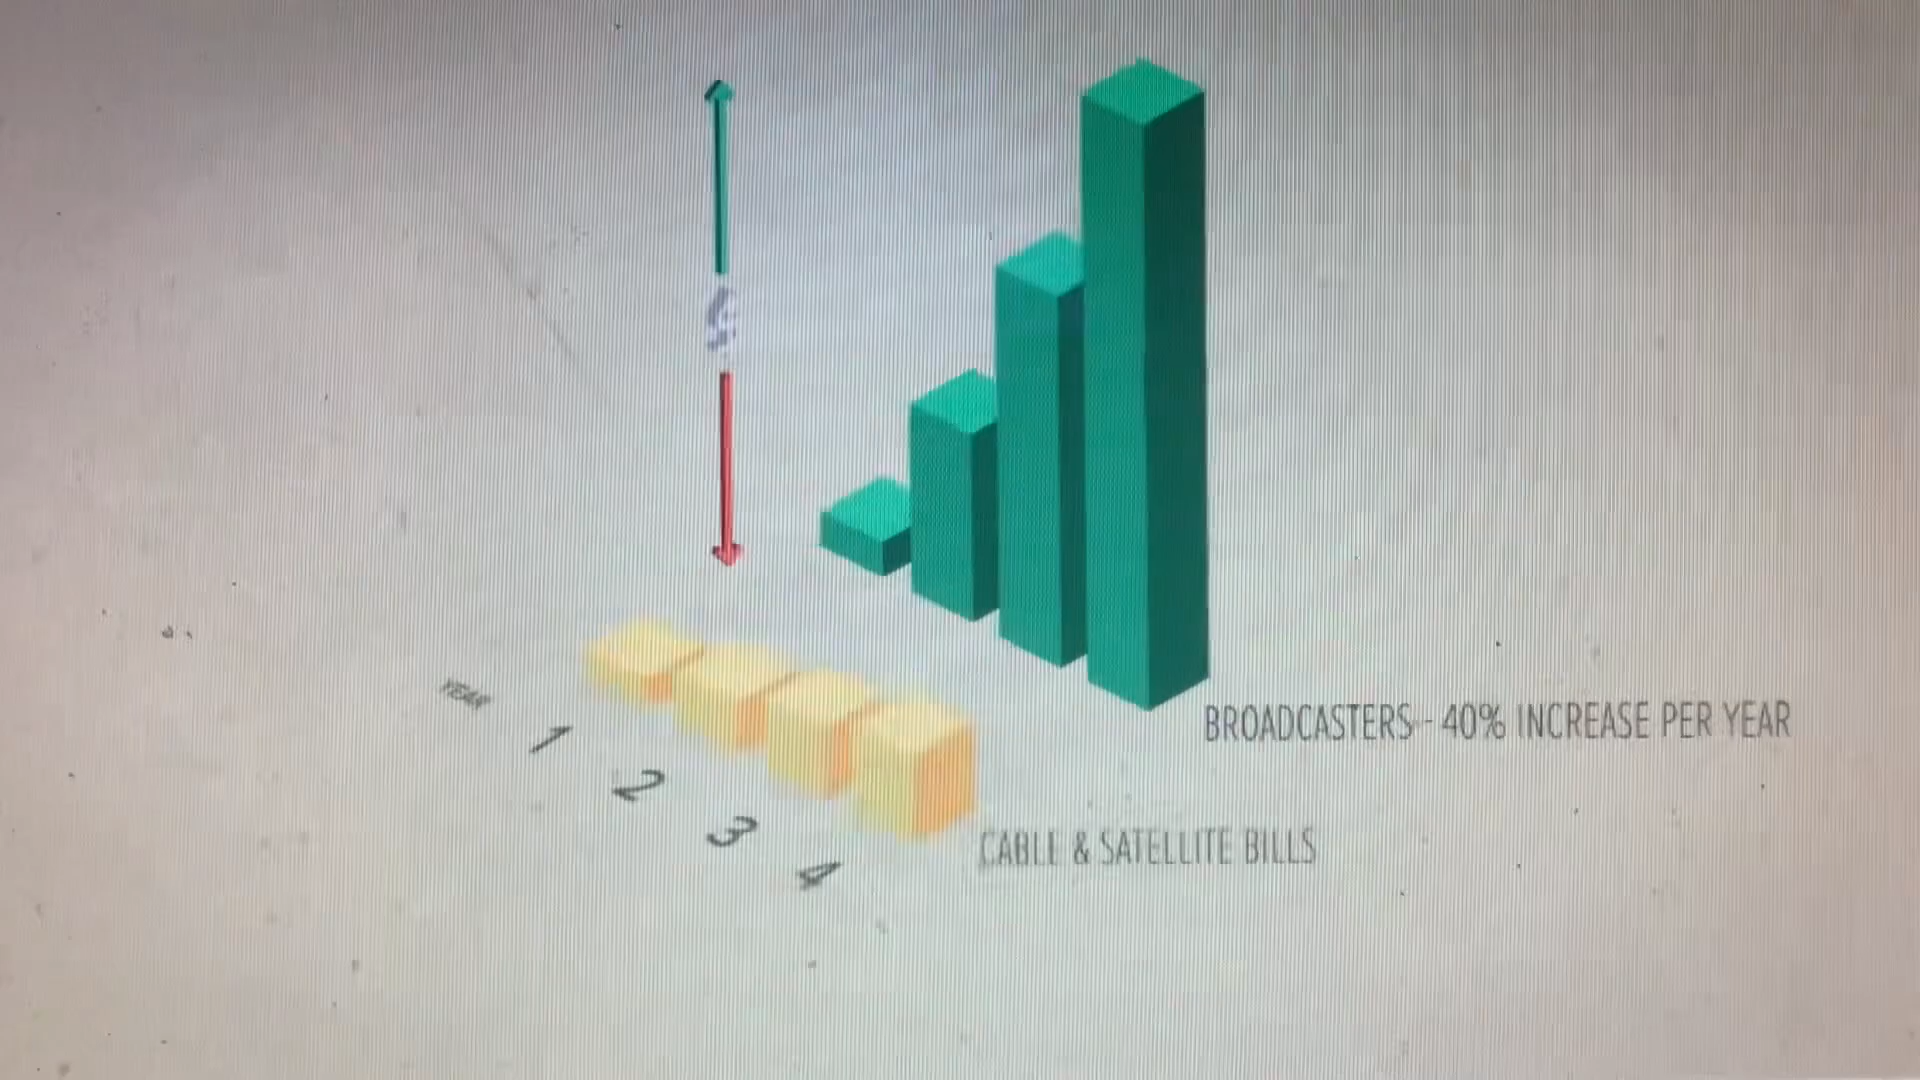 $
YEAR
1
2
3
4
BROADCASTERS - 40% INCREASE PER YEAR
CABLE & SATELLITE BILLS